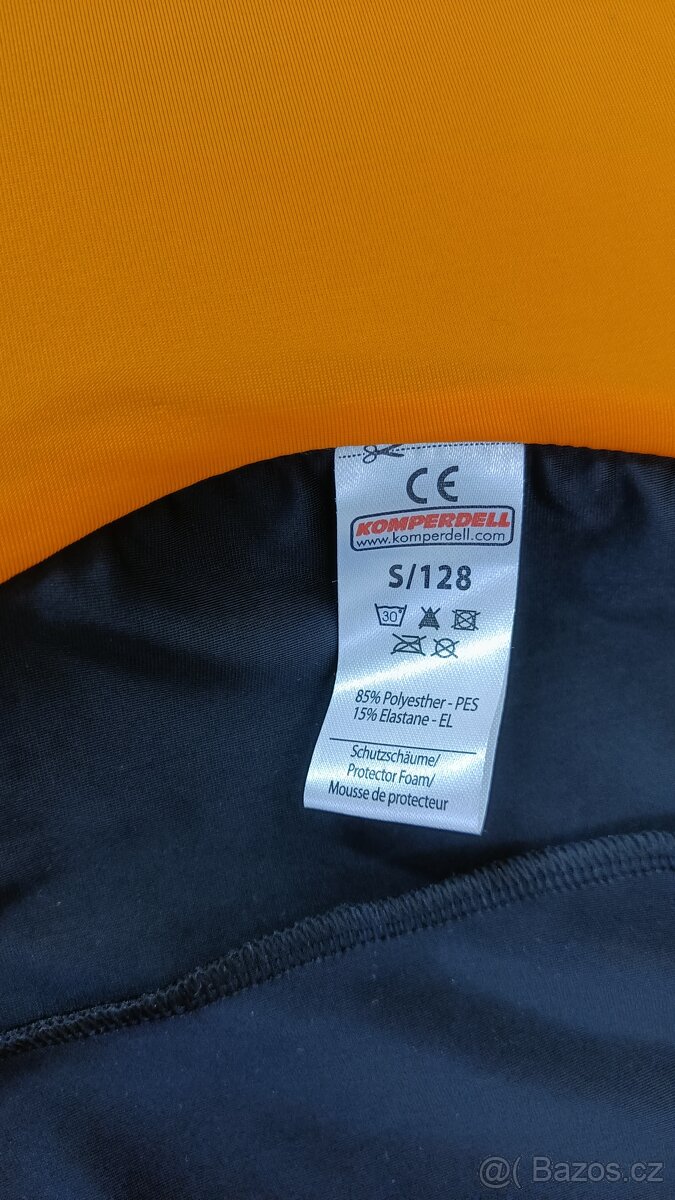 CE
KOMPERDELL
www.komperdell.com
S/128
30°
85% Polyesther - PES
15% Elastane - EL
Schutzschäume/
Protector Foam/
Mousse de protecteur
@( Bazos.cz